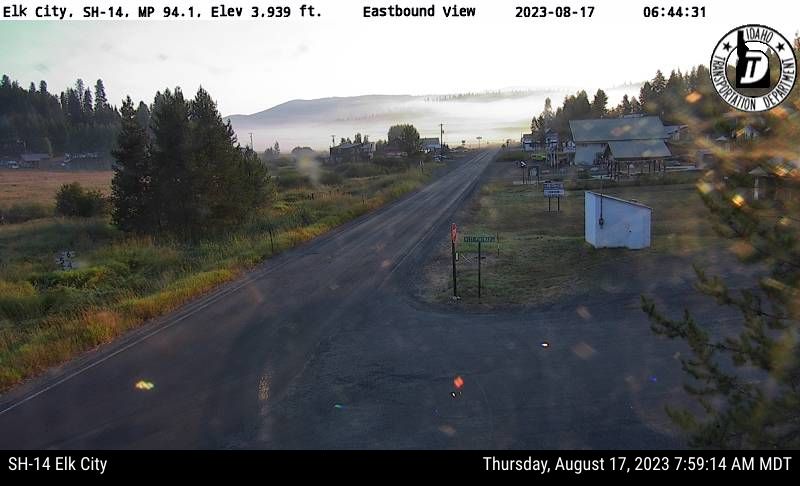 Elk City, SH-14, MP 94.1, Elev 3,939 ft. Eastbound View 2023-08-17 06:44:31
IDAHO
TRANSPORTATION DEPARTMENT
SH-14 Elk City Thursday, August 17, 2023 7:59:14 AM MDT